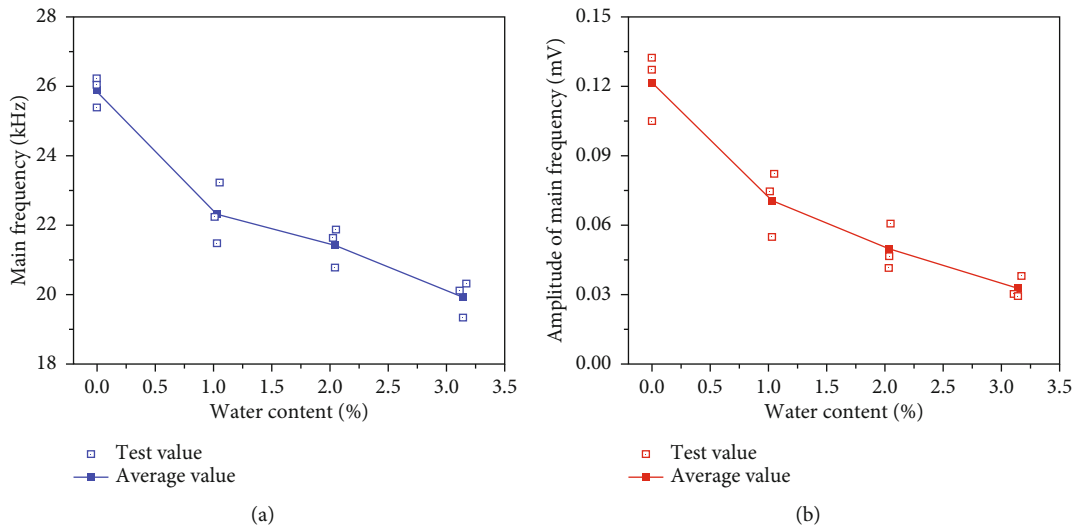 28
26
24
22
20
18
Main frequency (kHz)
0.0 0.5 1.0 1.5 2.0 2.5 3.0 3.5
Water content (%)
Test value
Average value
(a)
0.15
0.12
0.09
0.06
0.03
0.00
Amplitude of main frequency (mV)
0.0 0.5 1.0 1.5 2.0 2.5 3.0 3.5
Water content (%)
Test value
Average value
(b)